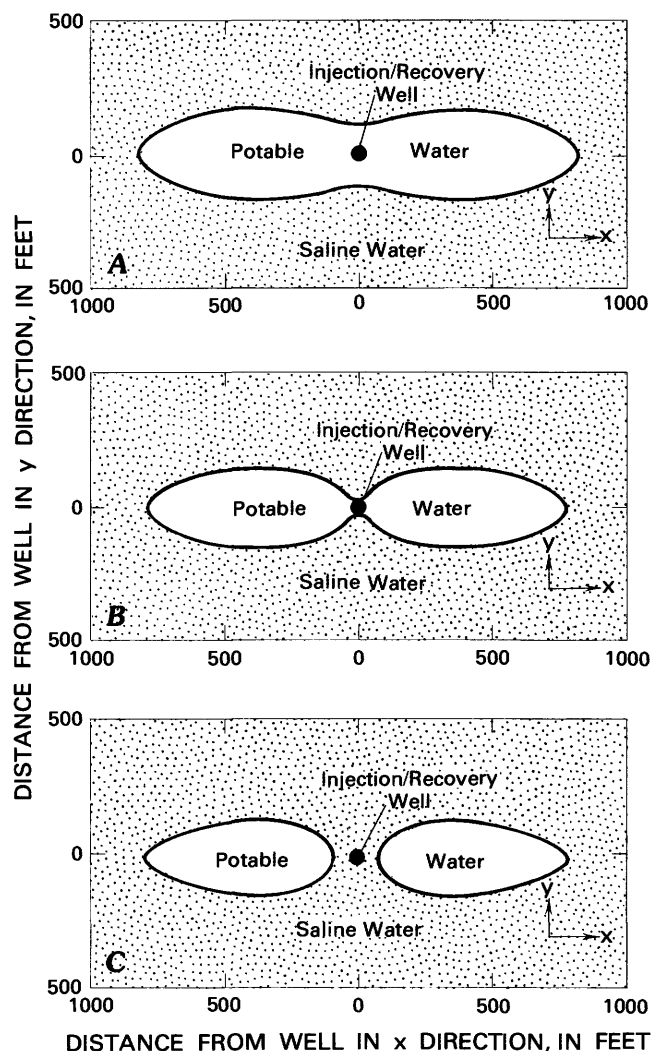 DISTANCE FROM WELL IN y DIRECTION, IN FEET
500
Injection/Recovery
Well
Potable
Water
0
y
x
Saline Water
A
500
1000
500
0
500
1000
500
Injection/Recovery
Well
Potable
Water
0
y
x
Saline Water
B
500
1000
500
0
500
1000
500
Injection/Recovery
Well
Potable
Water
0
y
x
Saline Water
C
500
1000
500
0
500
1000
DISTANCE FROM WELL IN x DIRECTION, IN FEET